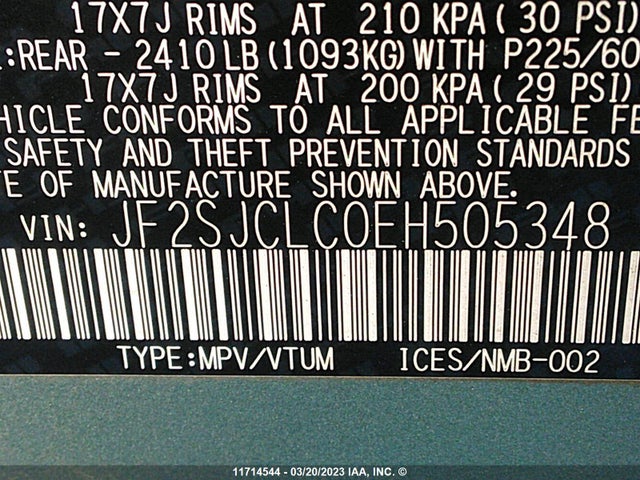 17X7J RIMS AT 210 KPA(30 PSI)
:REAR - 2410 LB(1093KG)WITH P225/60
17X7J RIMS AT 200 KPA(29 PSI)
HICLE CONFORMS TO ALL APPLICABLE FE
SAFETY AND THEFT PREVENTION STANDARDS
TE OF MANUFACTURE SHOWN ABOVE.
VIN: JF2SJCLC0EH505348
TYPE:MPV/VTUM ICES/NMB-002
11714544 - 03/20/2023 IAA, INC. ©